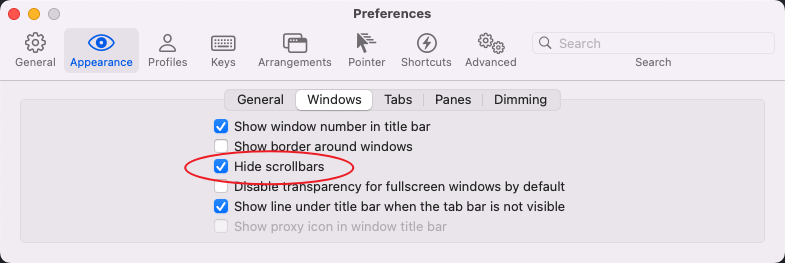 Preferences
General Appearance Profiles Keys Arrangements Pointer Shortcuts Advanced Search Search
General Windows Tabs Panes Dimming
Show window number in title bar
Show border around windows
Hide scrollbars
Disable transparency for fullscreen windows by default
Show line under title bar when the tab bar is not visible
Show proxy icon in window title bar